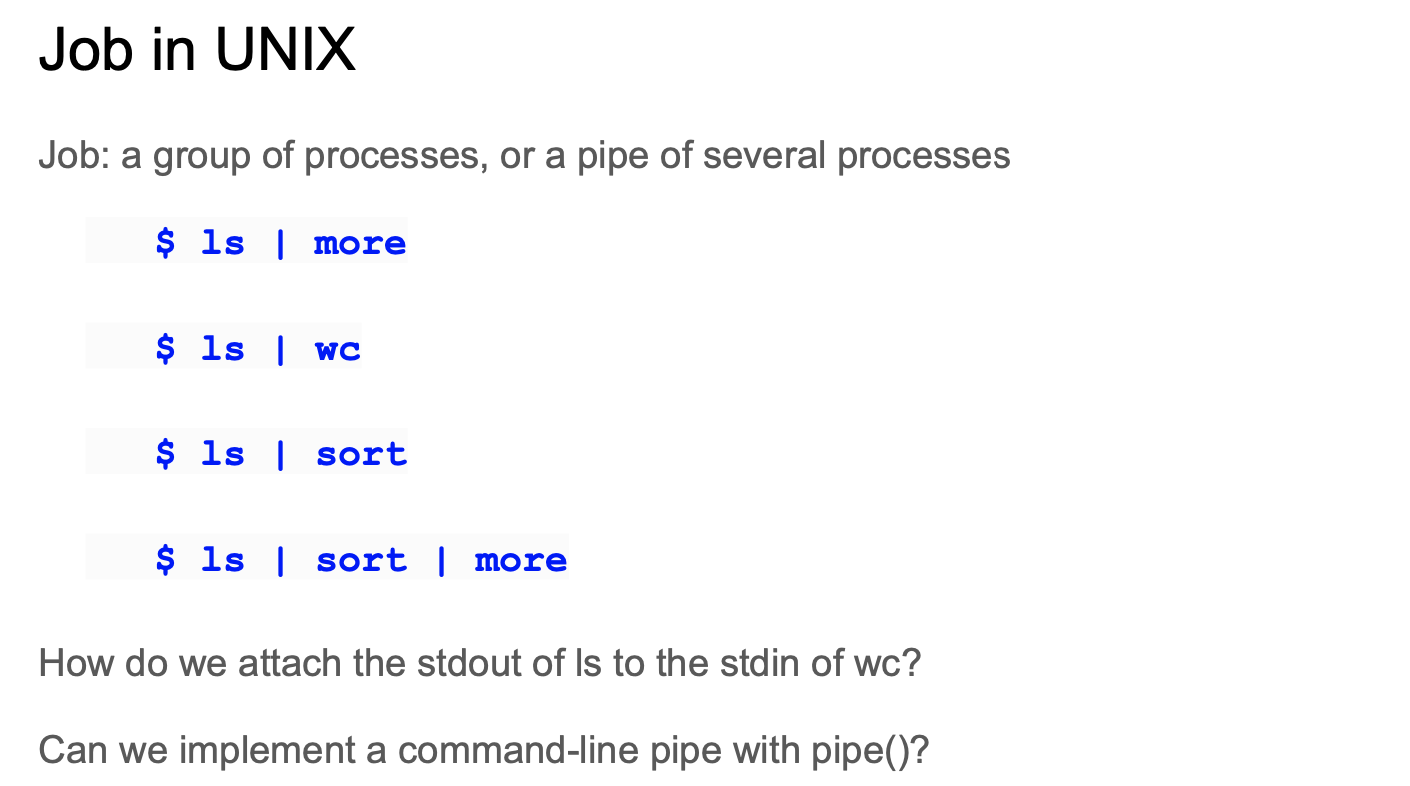 Job in UNIX
Job: a group of processes, or a pipe of several processes
$ ls | more
$ ls | wc
$ ls | sort
$ ls | sort | more
How do we attach the stdout of ls to the stdin of wc?
Can we implement a command-line pipe with pipe()?